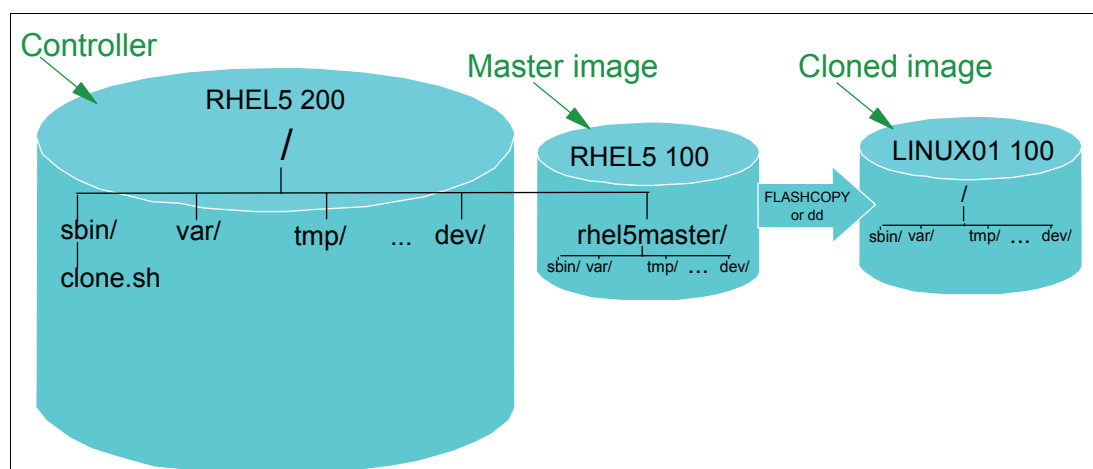 Controller
Master image
Cloned image
RHEL5 200
/
sbin/ var/ tmp/ ... dev/
clone.sh
RHEL5 100
rhel5master/
sbin/ var/ tmp/ ... dev/
FLASHCOPY
or dd
LINUX01 100
/
sbin/ var/ tmp/ ... dev/